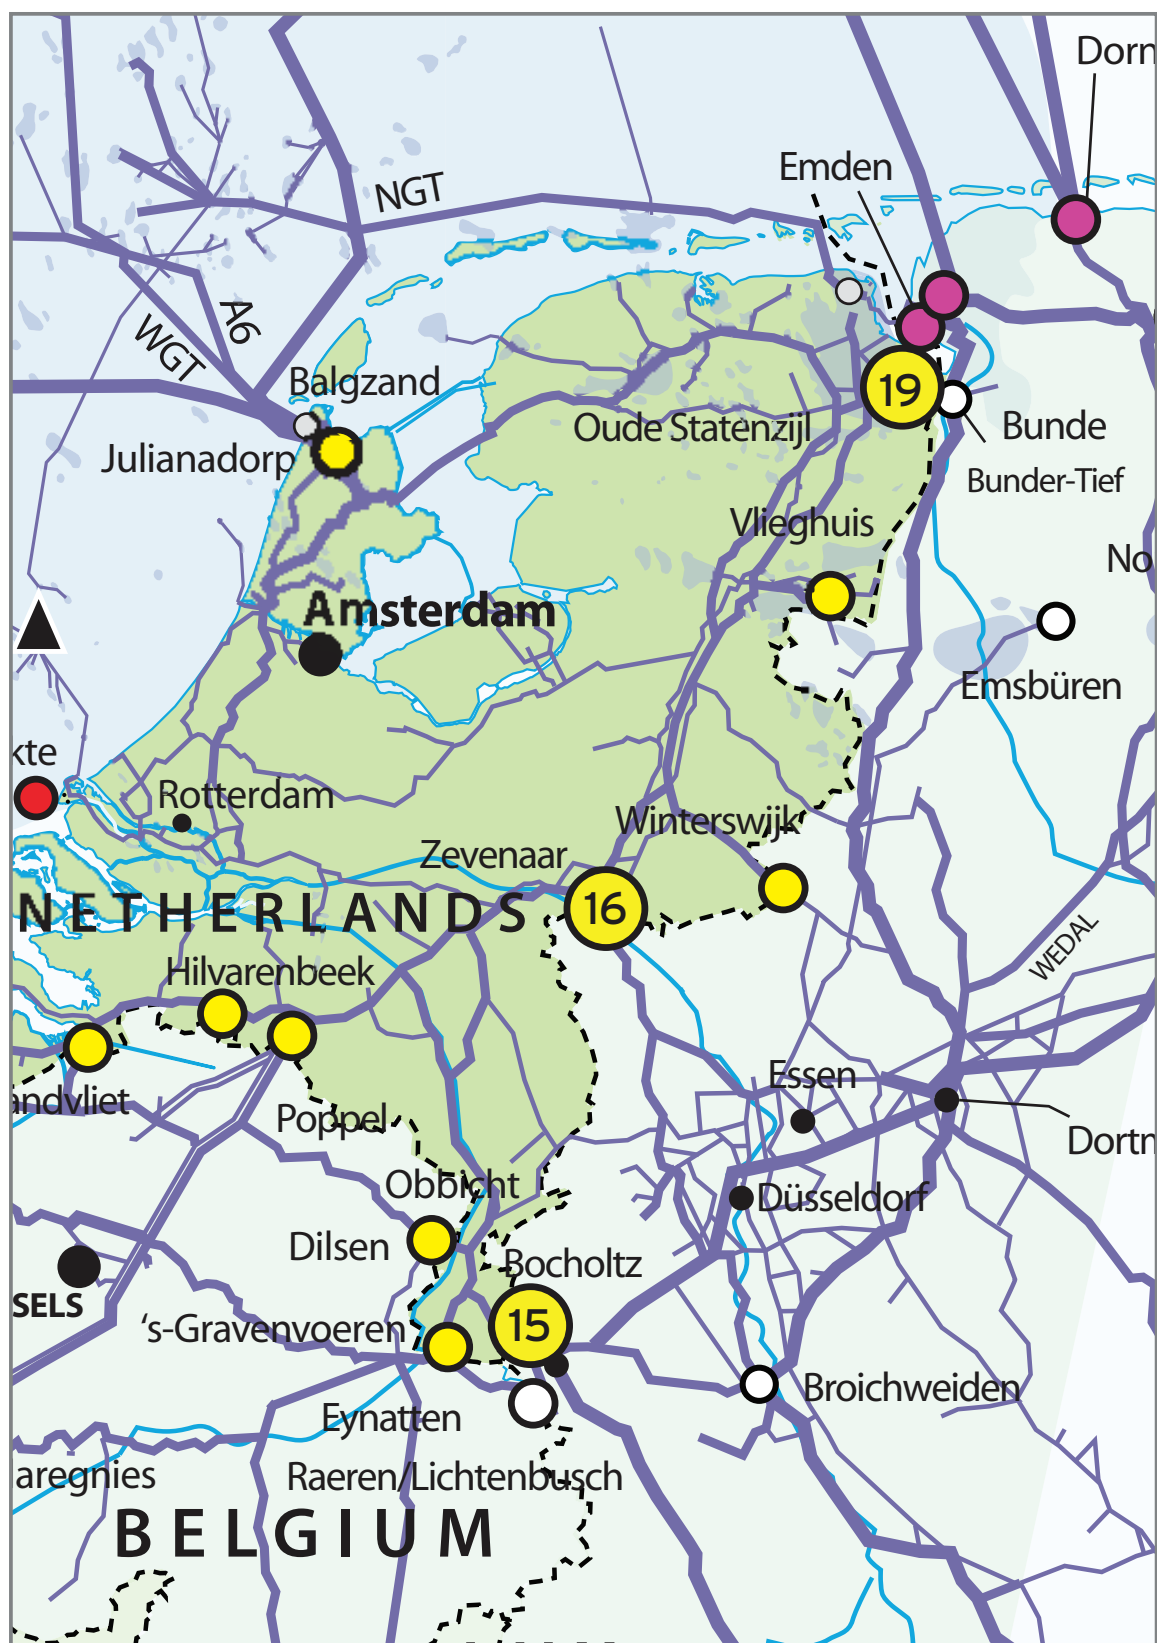 Dorn
Emden
NGT
A6
WGT
Balgzand
19
Oude Statenzijl
Bunde
Julianadorp
Bunder-Tief
Vlieghuis
No
Amsterdam
Emsbüren
kte
Rotterdam
Winterswijk
Zevenaar
16
NETHERLANDS
WEDAL
Hilvarenbeek
Essen
andvliet
Poppel
Dortm
Obbicht
Düsseldorf
Dilsen
Bocholtz
SELS
's-Gravenvoeren
15
Broichweiden
Eynatten
aregnies
Raeren/Lichtenbusch
BELGIUM